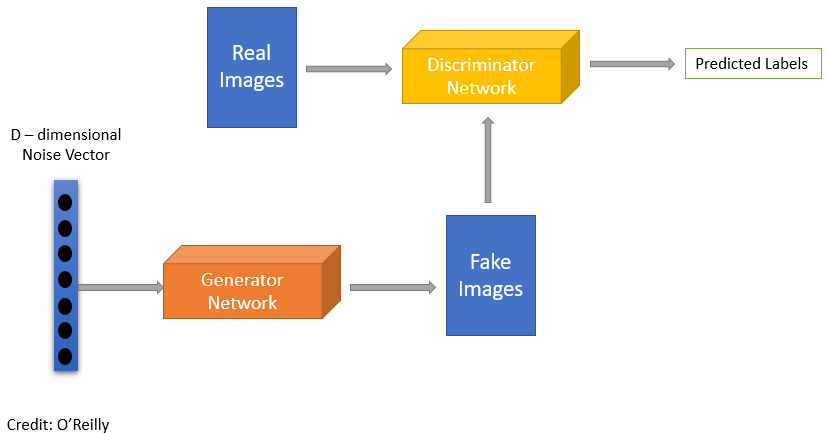 Real
Images
Discriminator
Network
Predicted Labels
D – dimensional
Noise Vector
Generator
Network
Fake
Images
Credit: O’Reilly